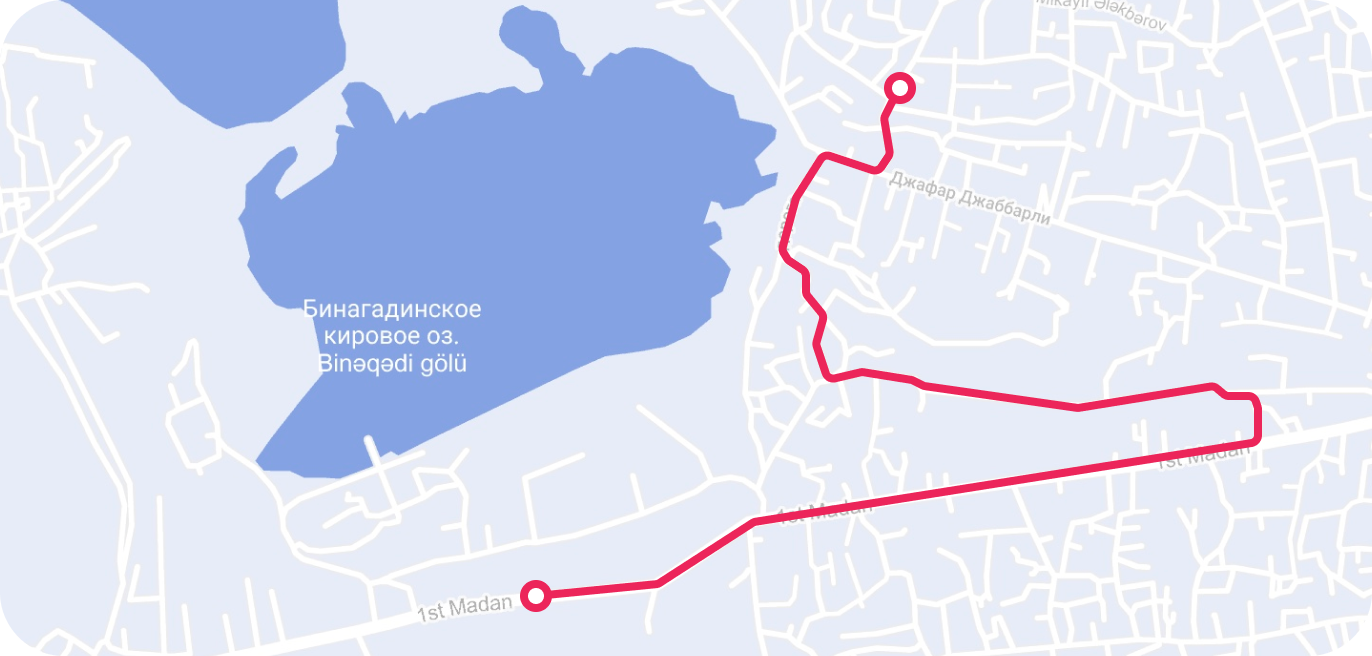 Mikayıl Ələkbərov
Джафар Джаббарли
Бинагадинское
кировое оз.
Binəqədi gölü
1st Madan
1st Madan
1st Madan